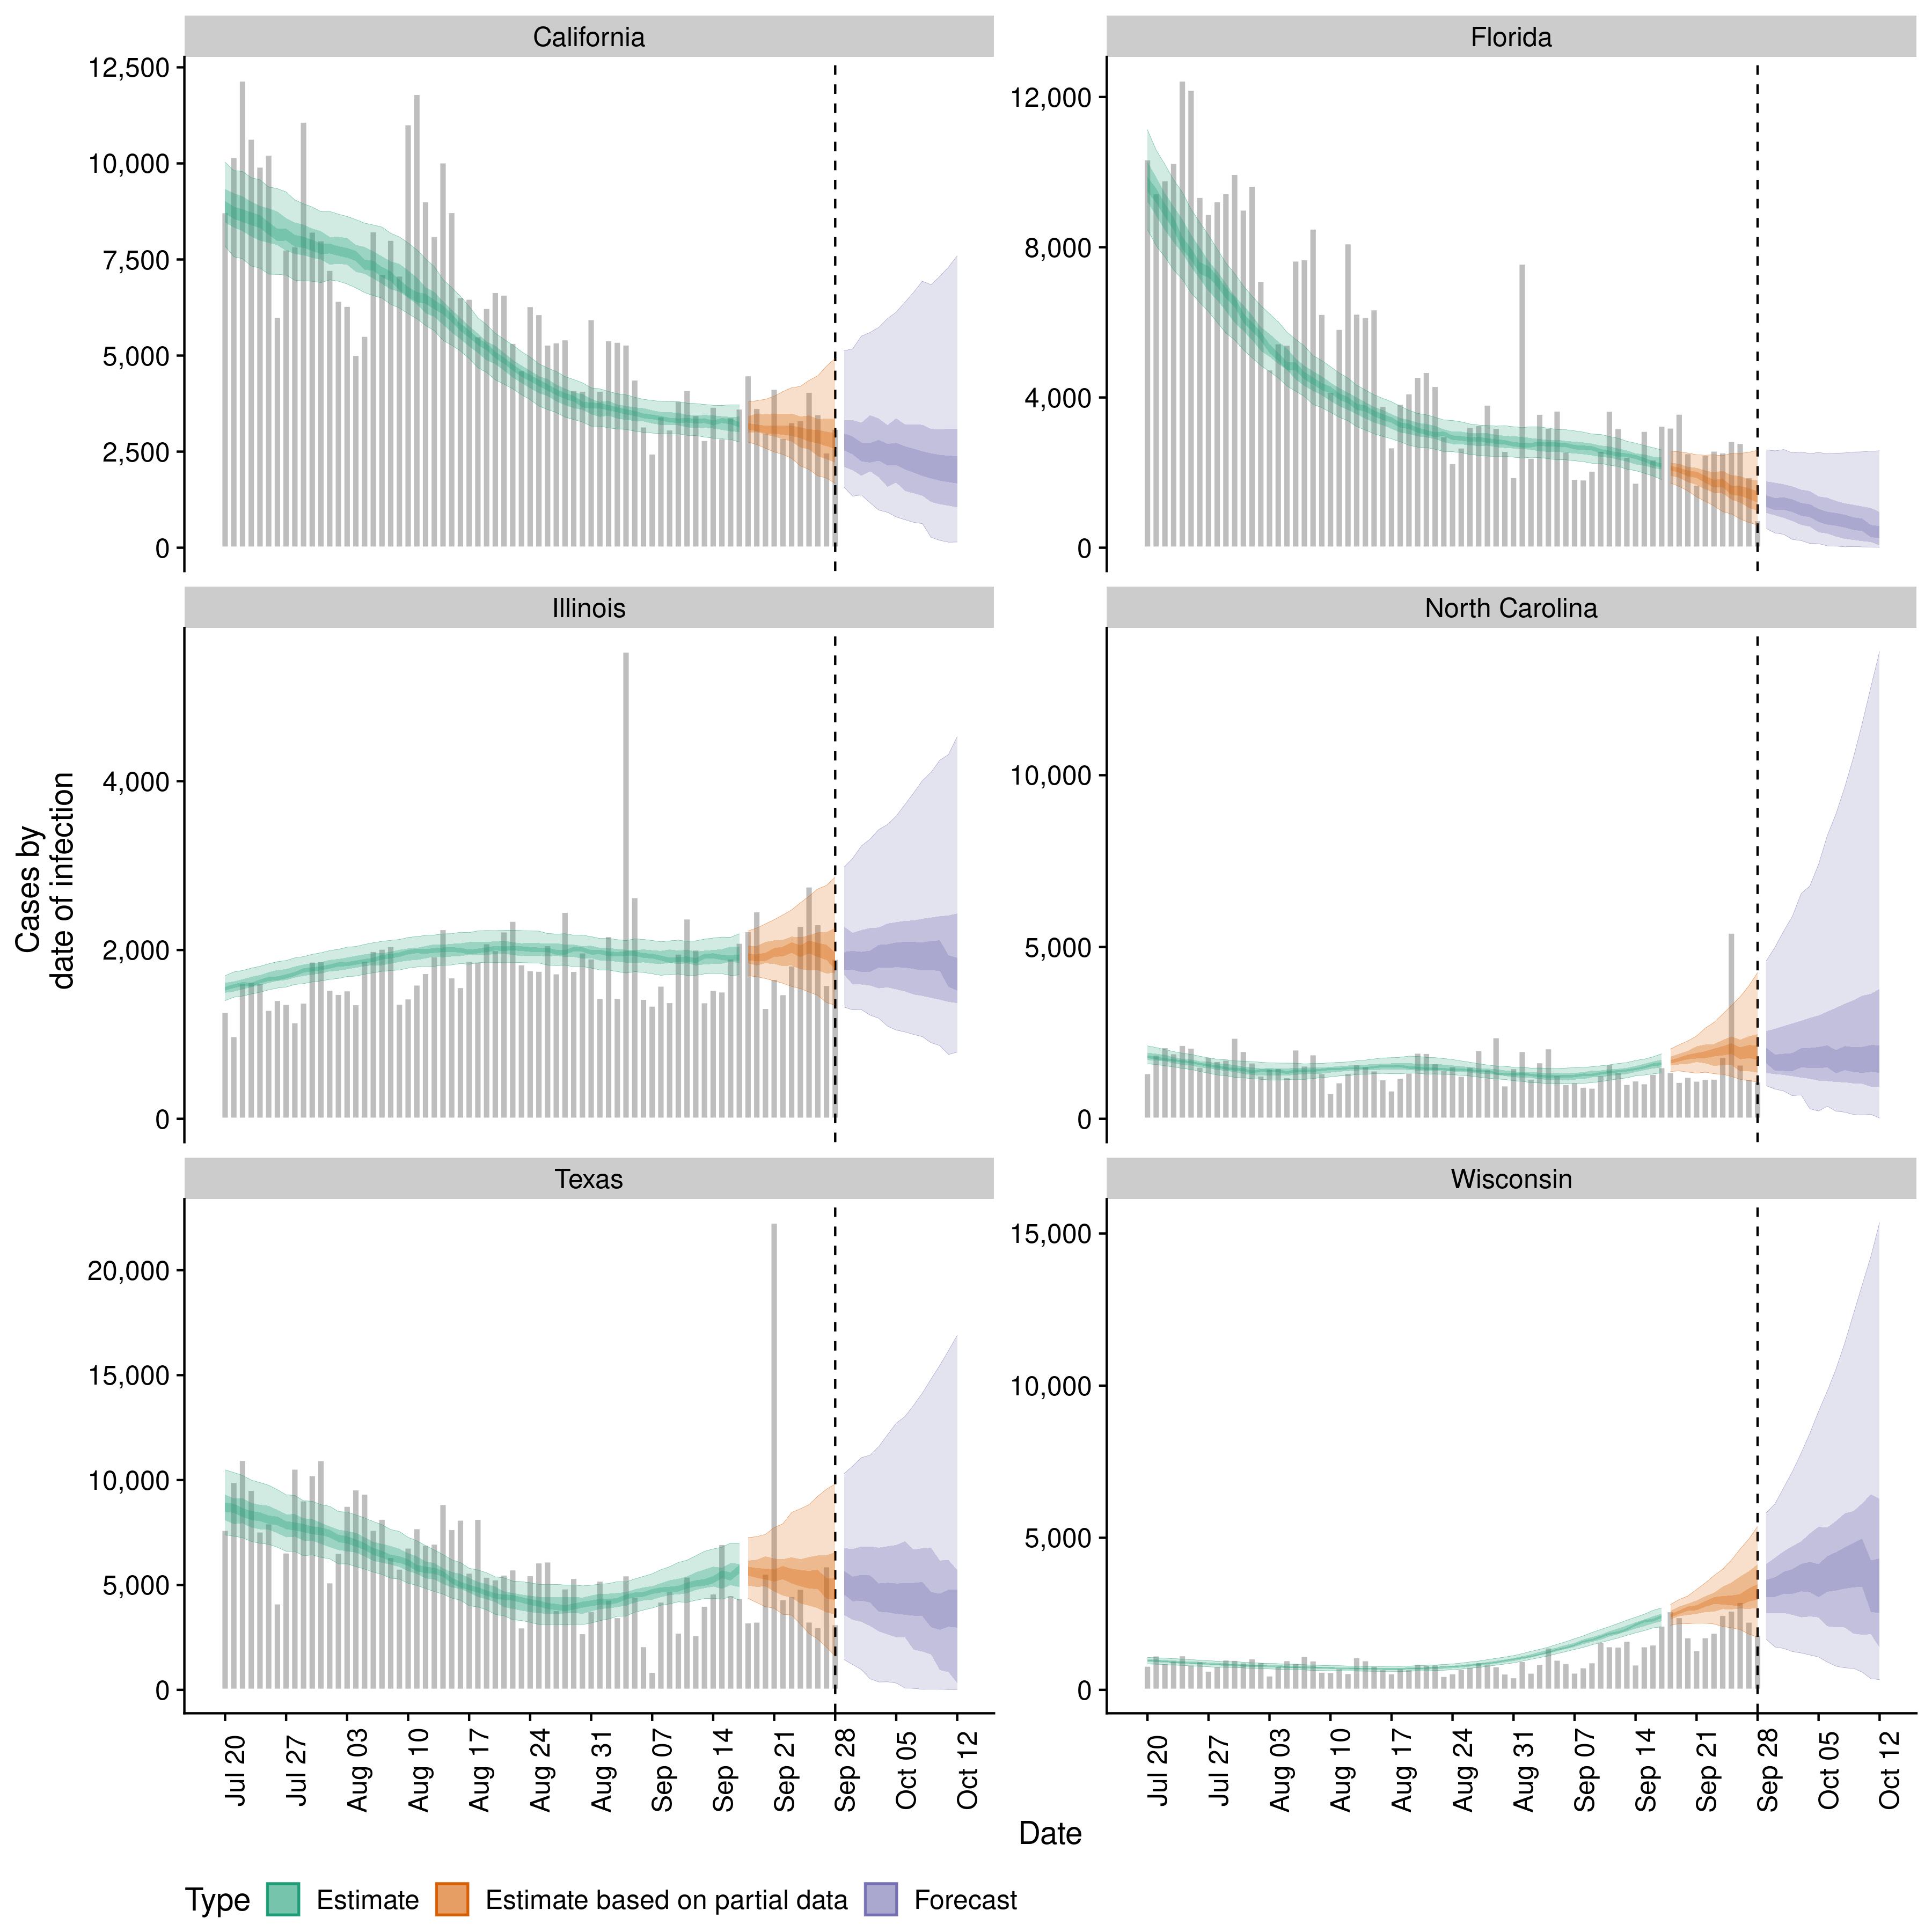 California
Florida
12,500
10,000
7,500
5,000
2,500
0
12,000
8,000
4,000
0
Illinois
North Carolina
4,000
2,000
0
10,000
5,000
0
Texas
Wisconsin
20,000
15,000
10,000
5,000
0
15,000
10,000
5,000
0
Cases by
date of infection
Jul 20
Jul 27
Aug 03
Aug 10
Aug 17
Aug 24
Aug 31
Sep 07
Sep 14
Sep 21
Sep 28
Oct 05
Oct 12
Jul 20
Jul 27
Aug 03
Aug 10
Aug 17
Aug 24
Aug 31
Sep 07
Sep 14
Sep 21
Sep 28
Oct 05
Oct 12
Date
Type Estimate Estimate based on partial data Forecast